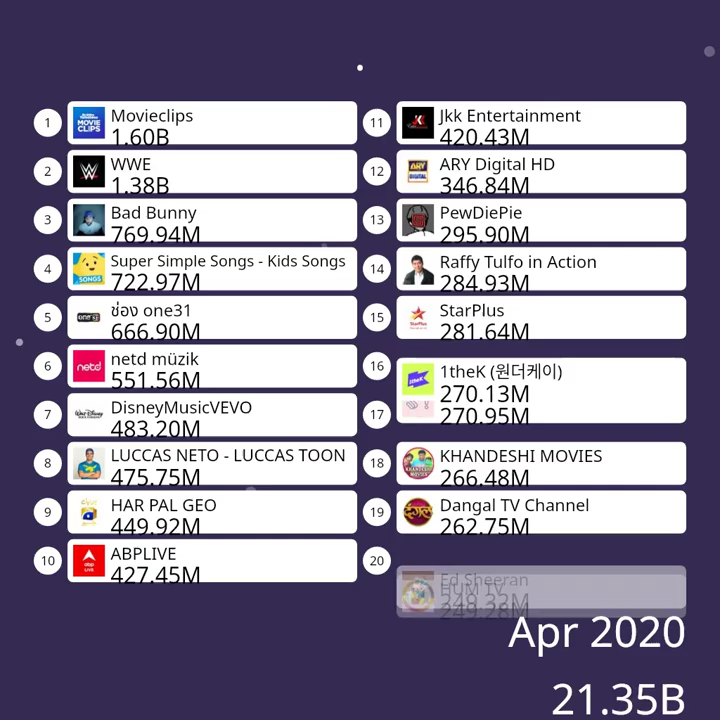 1
Movieclips
1.60B
2
WWE
1.38B
3
Bad Bunny
769.94M
4
Super Simple Songs - Kids Songs
722.97M
5
ช่อง one31
666.90M
6
netd müzik
551.56M
7
DisneyMusicVEVO
483.20M
8
LUCCAS NETO - LUCCAS TOON
475.75M
9
HAR PAL GEO
449.92M
10
ABPLIVE
427.45M
11
Jkk Entertainment
420.43M
12
ARY Digital HD
346.84M
13
PewDiePie
295.90M
14
Raffy Tulfo in Action
284.93M
15
StarPlus
281.64M
16
1theK (원더케이)
270.13M
17
270.95M
18
KHANDESHI MOVIES
266.48M
19
Dangal TV Channel
262.75M
20
Ed Sheeran
HUM TV
Apr 2020
21.35B